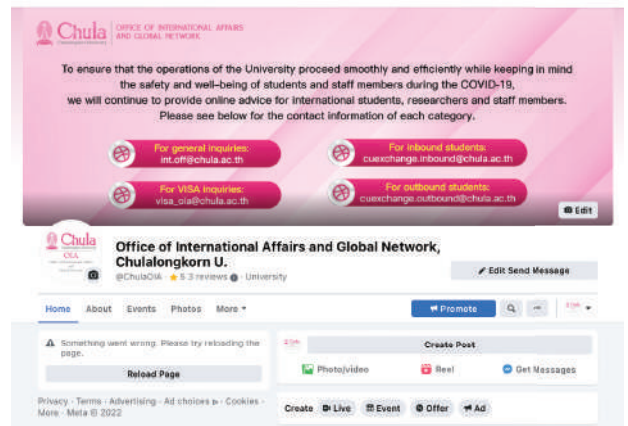 Chula
Chulalongkorn University
OFFICE OF INTERNATIONAL AFFAIRS
AND GLOBAL NETWORK
To ensure that the operations of the University proceed smoothly and efficiently while keeping in mind
the safety and well-being of students and staff members during the COVID-19,
we will continue to provide online advice for international students, researchers and staff members.
Please see below for the contact information of each category.
For general inquiries:
int.off@chula.ac.th
For inbound students:
cuexchange.inbound@chula.ac.th
For VISA inquiries:
visa_oia@chula.ac.th
For outbound students:
cuexchange.outbound@chula.ac.th
Edit
Chula
OIA
Office of International Affairs and Global Network,
Chulalongkorn U.
@ChulaOIA · 5 3 reviews · University
Edit Send Message
Home About Events Photos More
Promote
Something went wrong. Please try reloading the
page.
Reload Page
Create Post
Photo/video Reel Get Messages
Privacy · Terms · Advertising · Ad choices · Cookies ·
More · Meta © 2022
Create Live Event Offer Ad